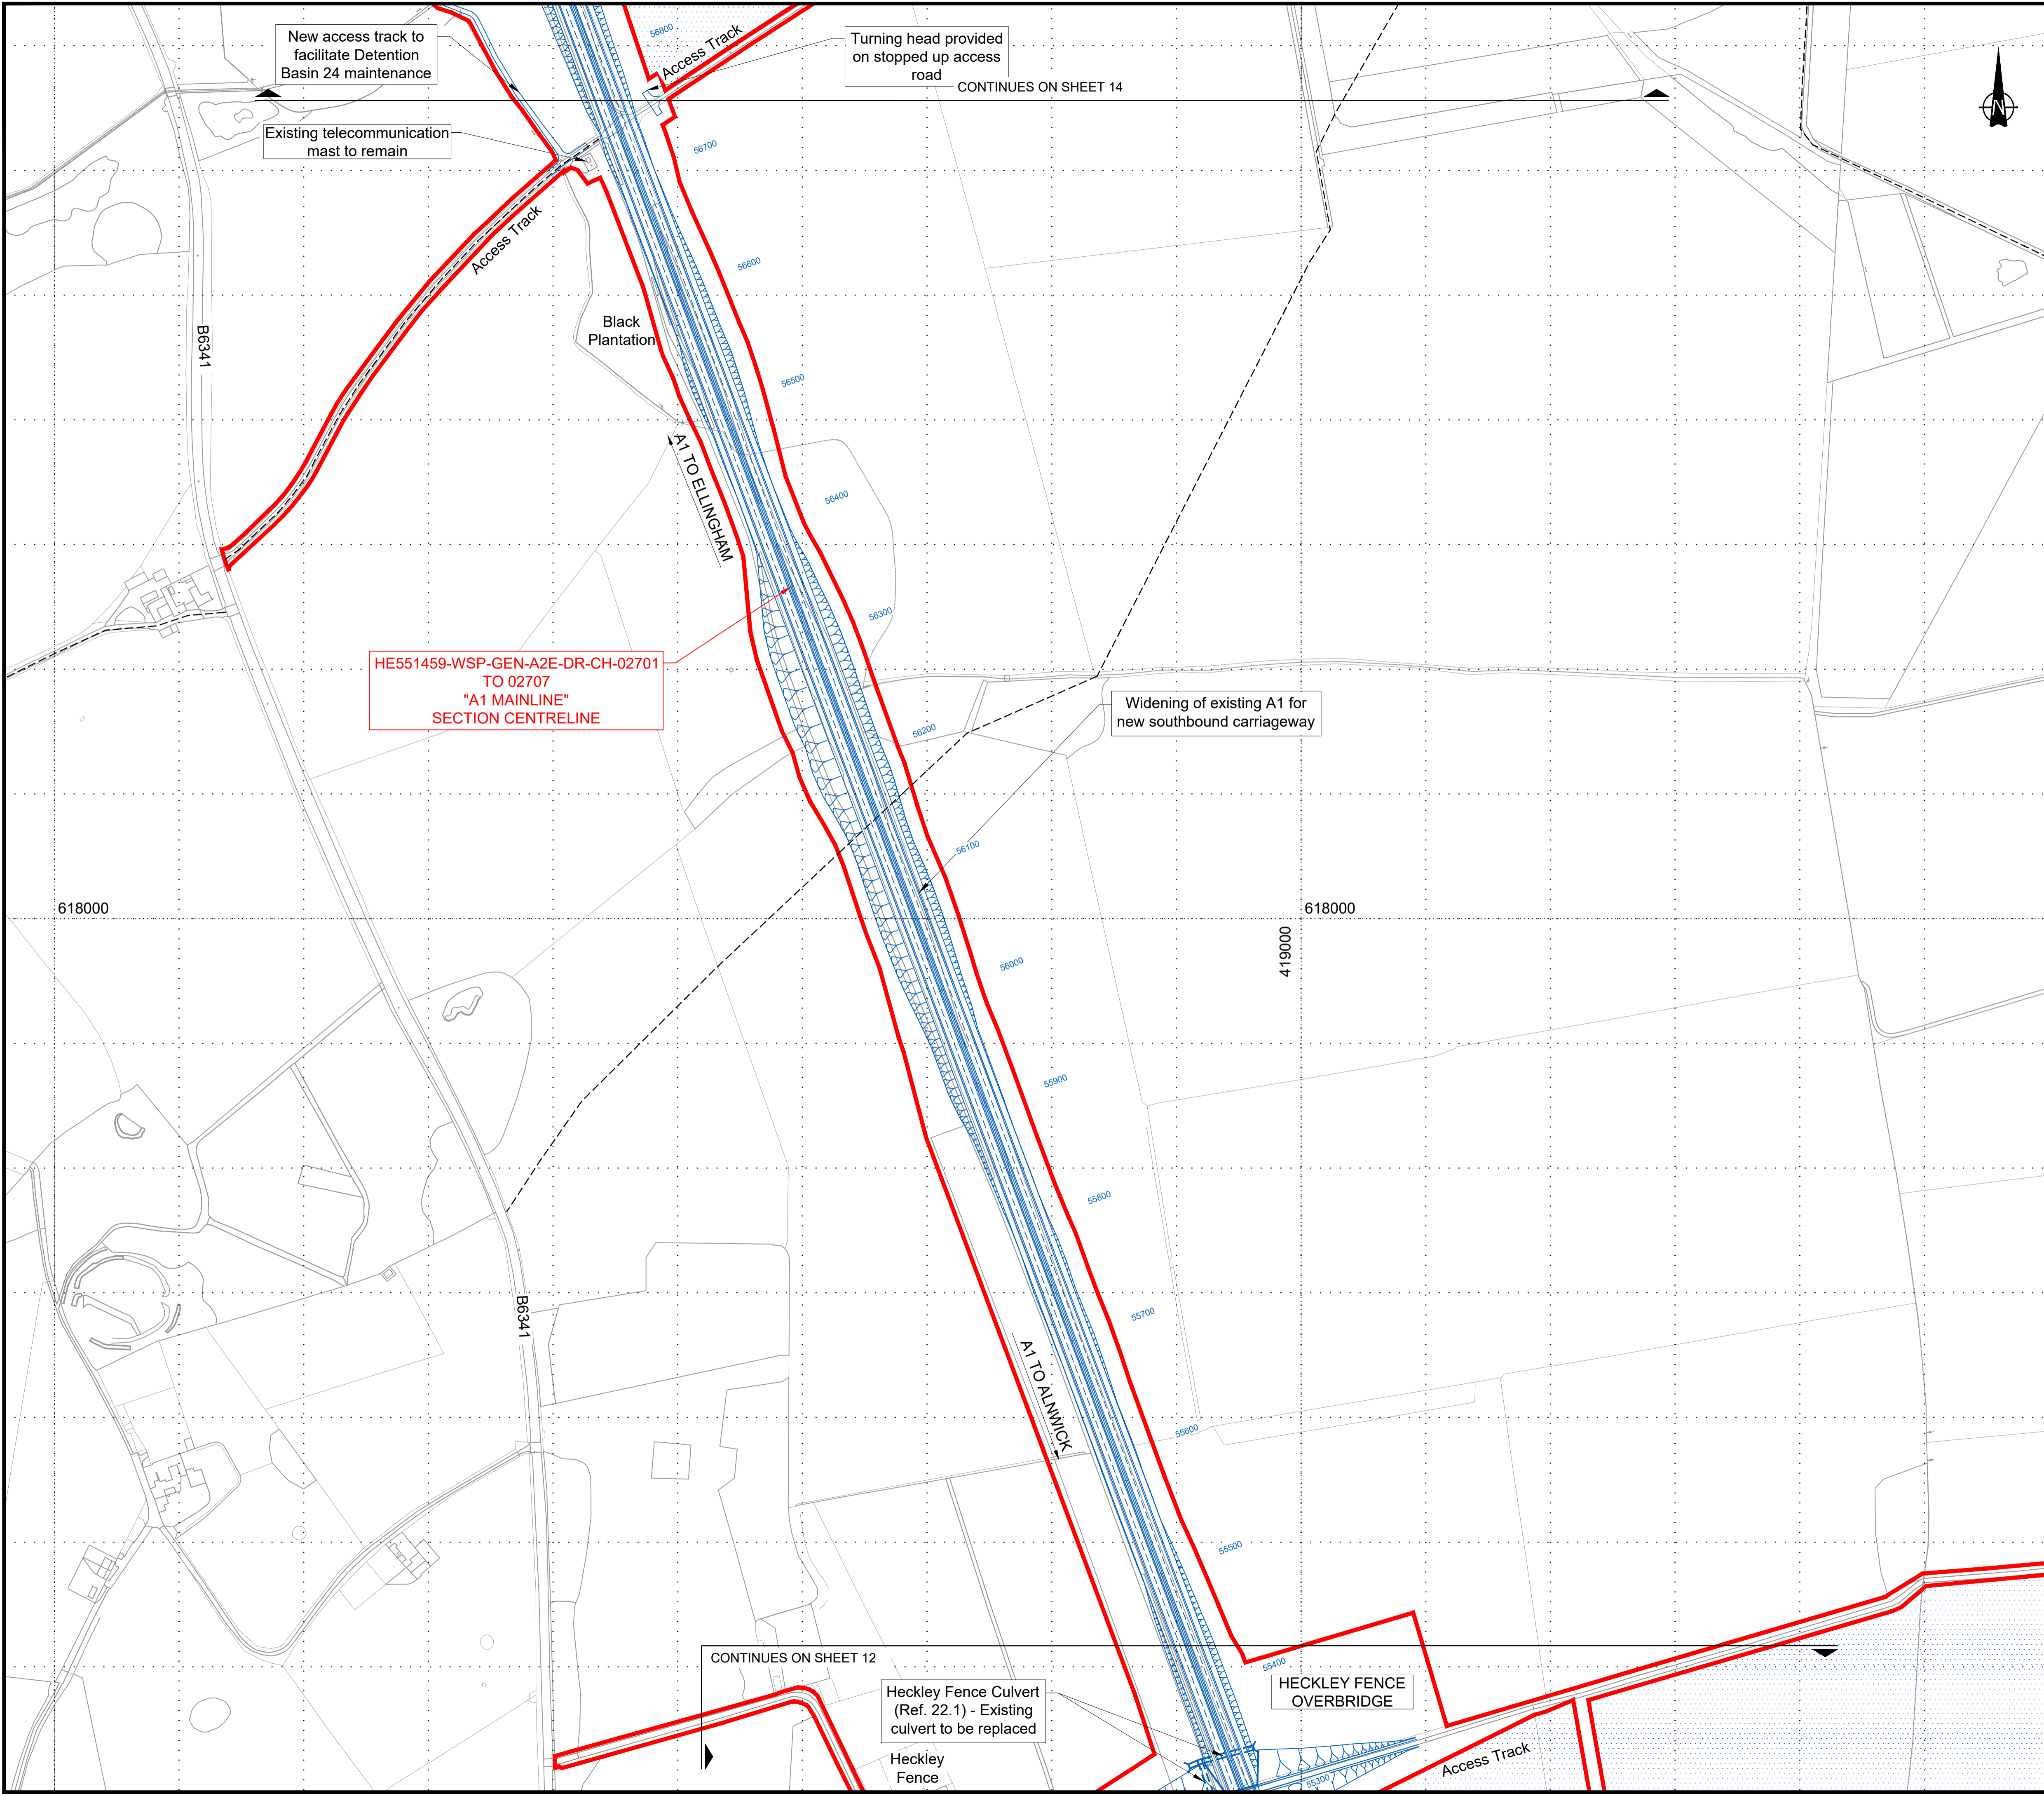 New access track to
facilitate Detention
Basin 24 maintenance
56800
Access Track
Turning head provided
on stopped up access
road
CONTINUES ON SHEET 14
N
Existing telecommunication
mast to remain
56700
Access Track
56600
B6341
Black
Plantation
56500
A1 TO ELLINGHAM
56400
56300
HE551459-WSP-GEN-A2E-DR-CH-02701
TO 02707
"A1 MAINLINE"
SECTION CENTRELINE
Widening of existing A1 for
new southbound carriageway
56200
56100
618000
618000
419000
56000
55900
55800
B6341
55700
A1 TO ALNWICK
55600
55500
CONTINUES ON SHEET 12
55400
Heckley Fence Culvert
(Ref. 22.1) - Existing
culvert to be replaced
HECKLEY FENCE
OVERBRIDGE
Heckley
Fence
Access Track
55300